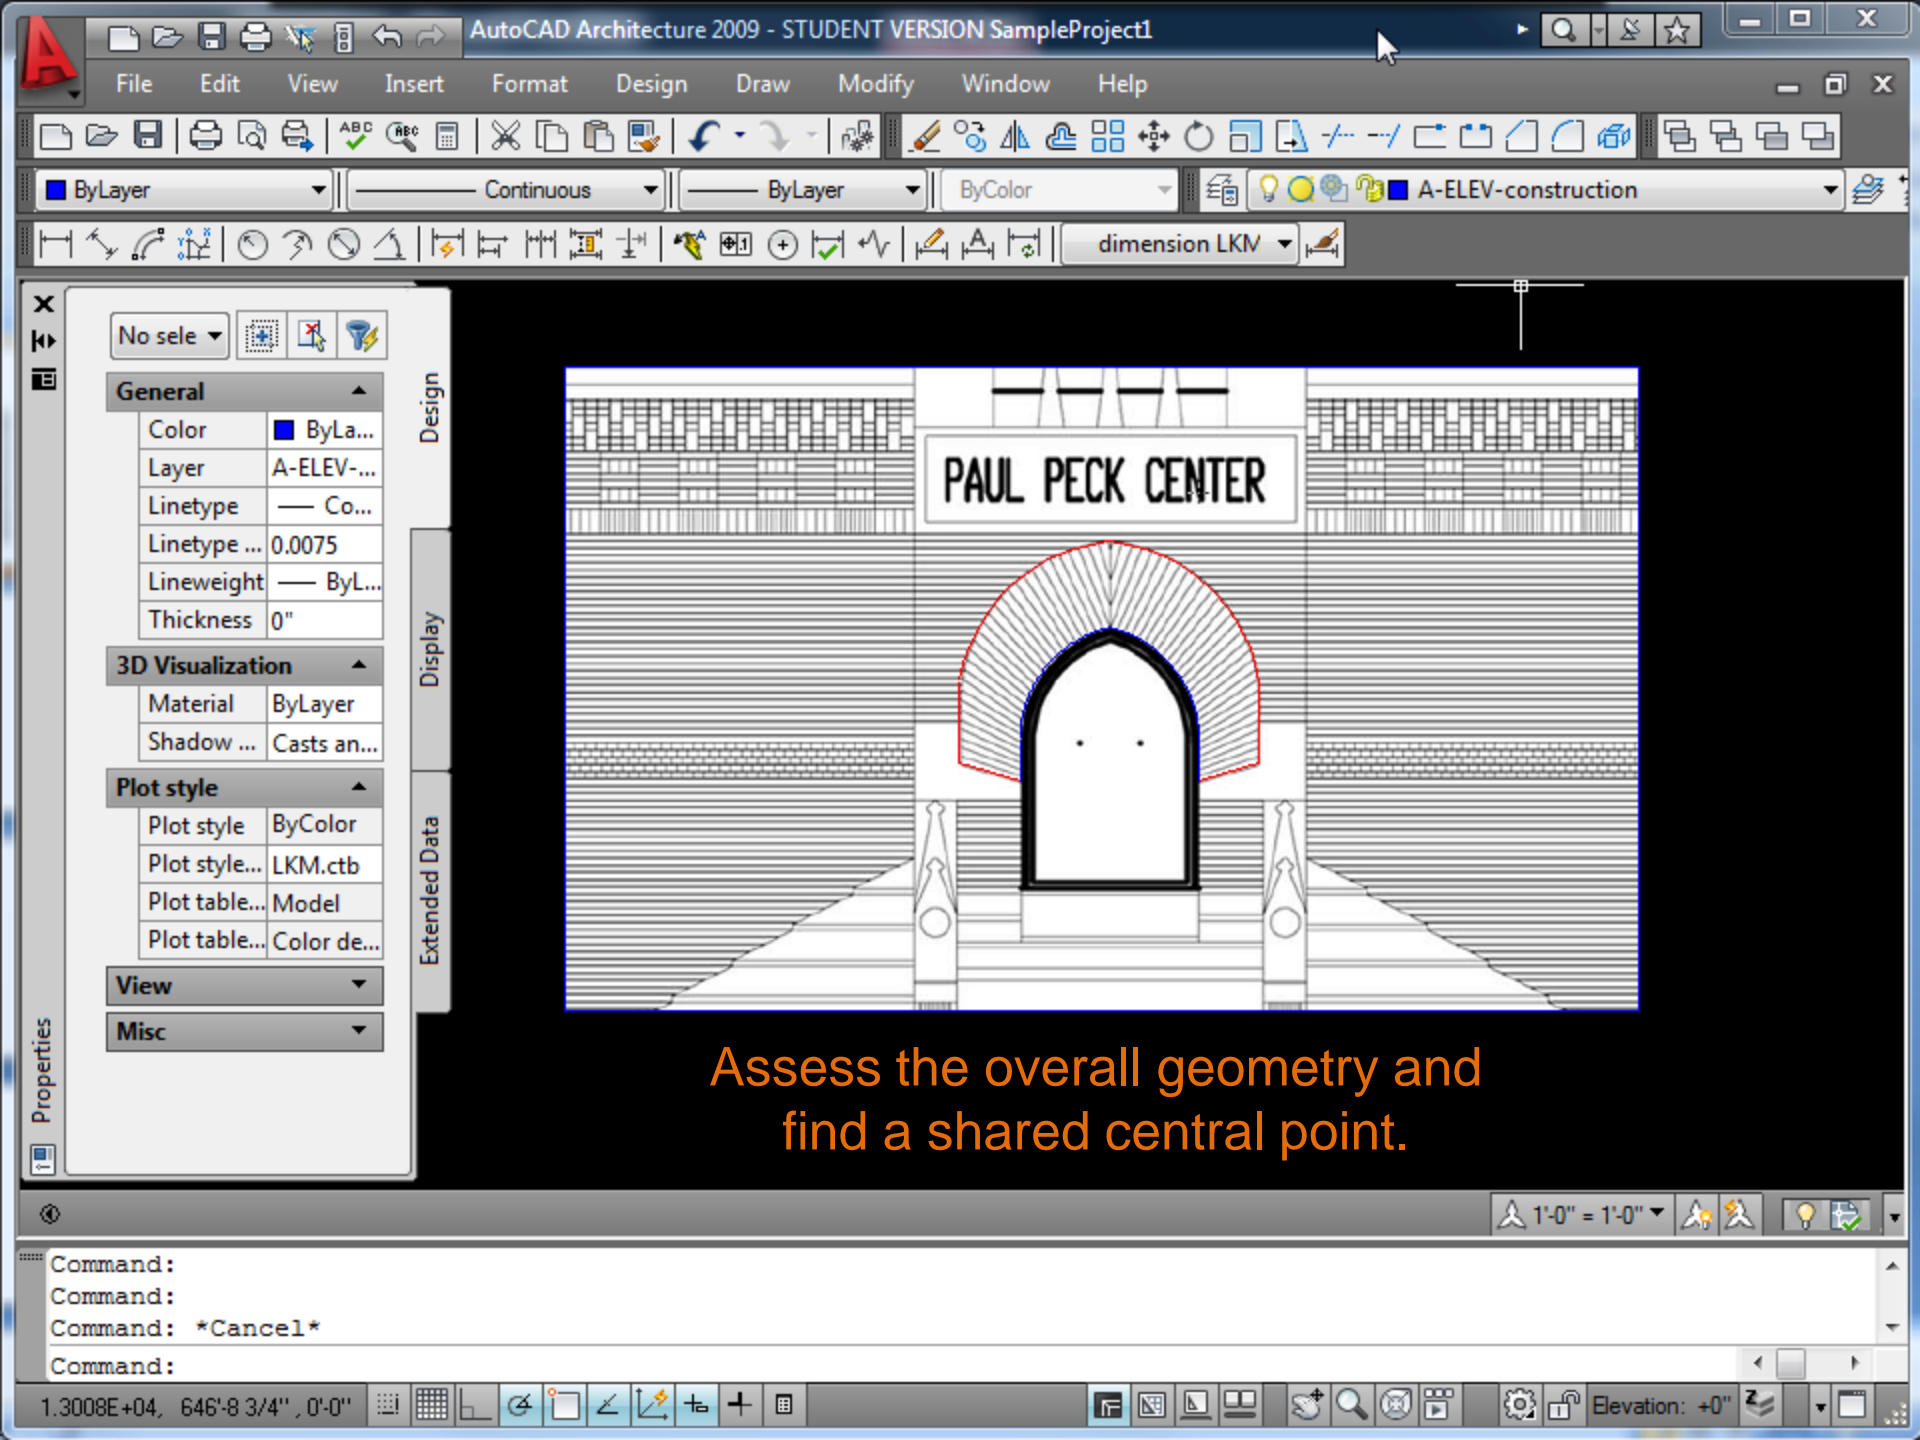 AutoCAD Architecture 2009 - STUDENT VERSION SampleProject1
File Edit View Insert Format Design Draw Modify Window Help
ABC ABC
ByLayer Continuous ByLayer ByColor A-ELEV-construction
dimension LKM
No sele
General
Color ByLa...
Layer A-ELEV-...
Linetype Co...
Linetype ... 0.0075
Lineweight ByL...
Thickness 0"
3D Visualization
Material ByLayer
Shadow ... Casts an...
Plot style
Plot style ByColor
Plot style... LKM.ctb
Plot table... Model
Plot table... Color de...
View
Misc
Design
Display
Extended Data
Properties
PAUL PECK CENTER
Assess the overall geometry and
find a shared central point.
1'-0" = 1'-0"
Command:
Command:
Command: *Cancel*
Command:
1.3008E+04, 646'-8 3/4", 0'-0" Elevation: +0"